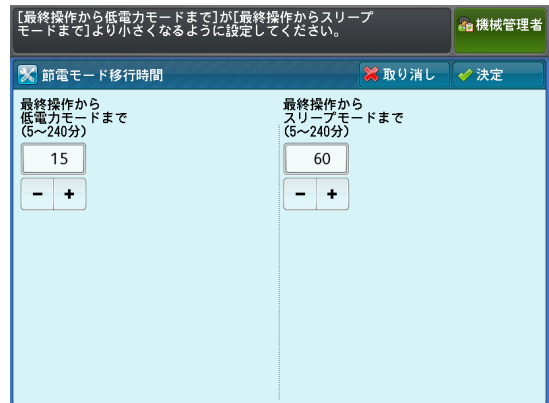 [最終操作から低電力モードまで]が[最終操作からスリープ
モードまで]より小さくなるように設定してください。
機械管理者
節電モード移行時間
取り消し
決定
最終操作から
低電力モードまで
(5～240分)
15
－ ＋
最終操作から
スリープモードまで
(5～240分)
60
－ ＋